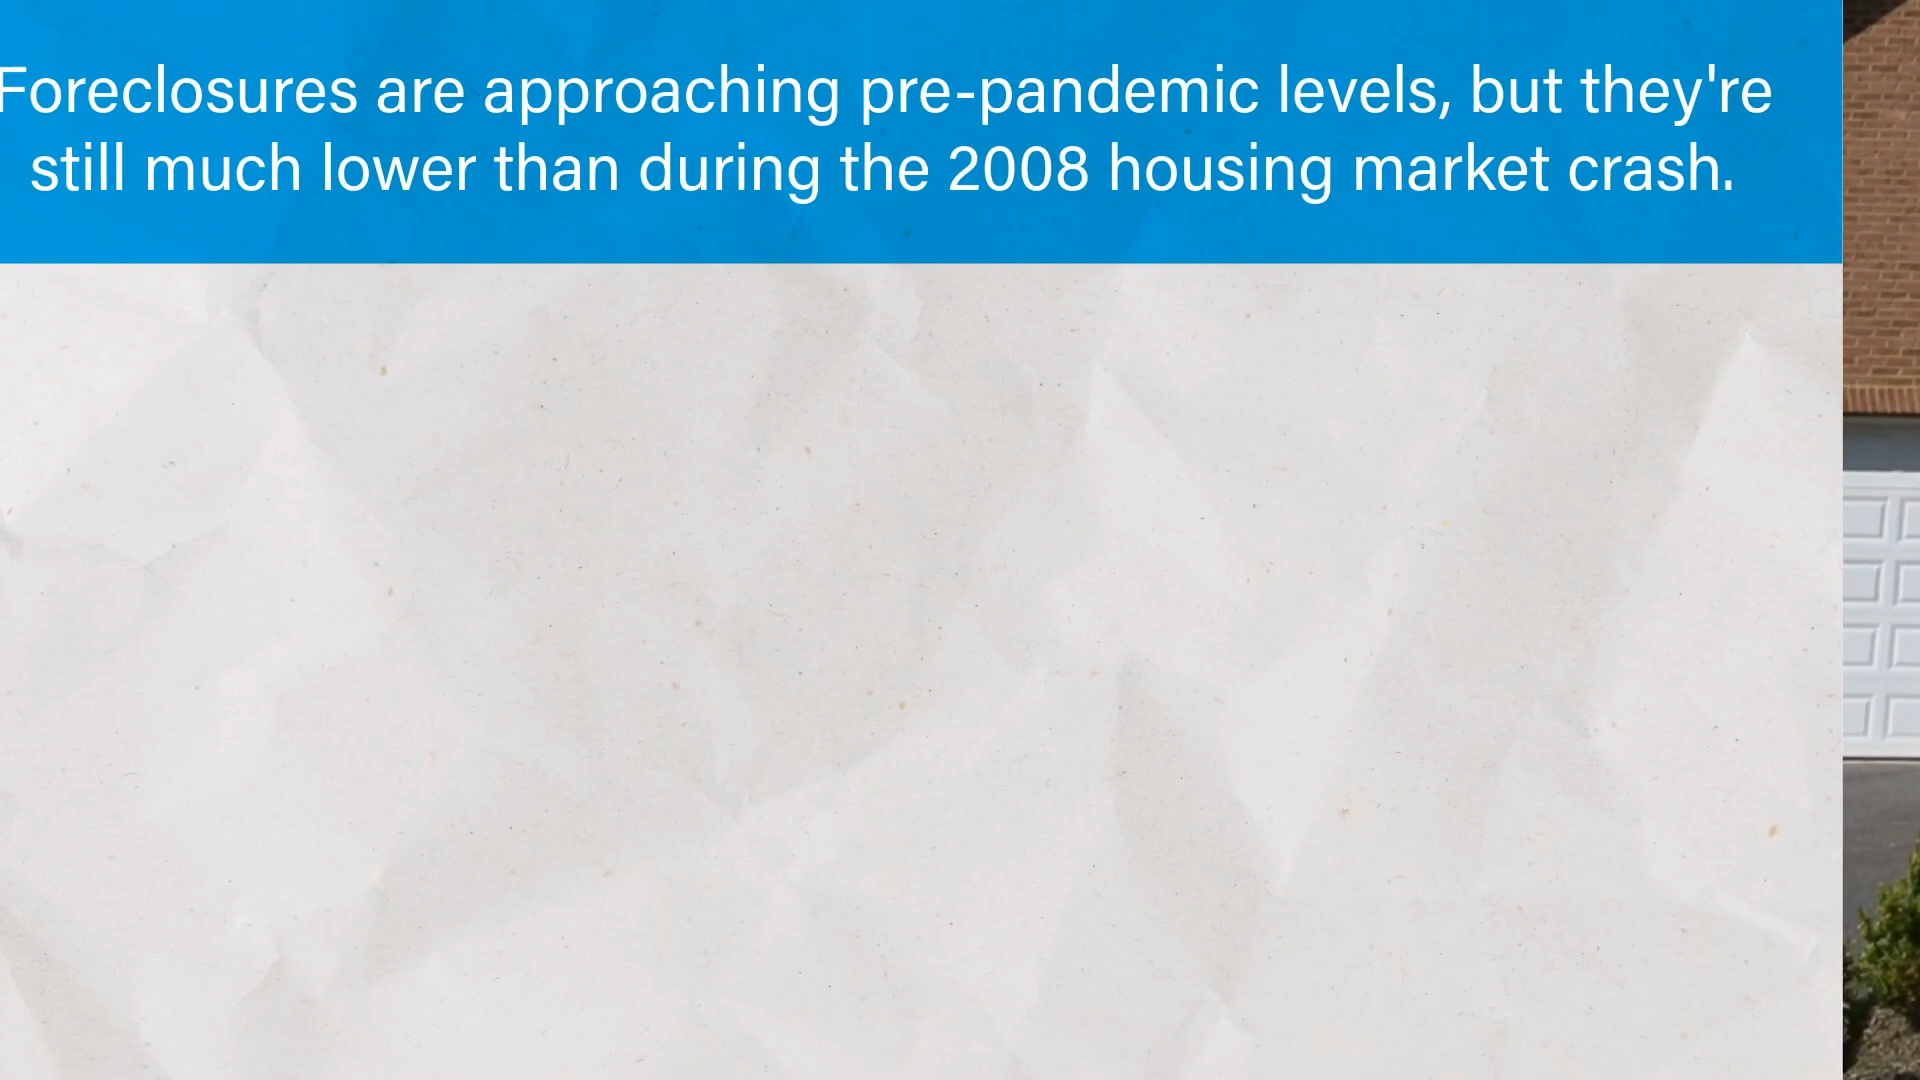 Foreclosures are approaching pre-pandemic levels, but they're
still much lower than during the 2008 housing market crash.